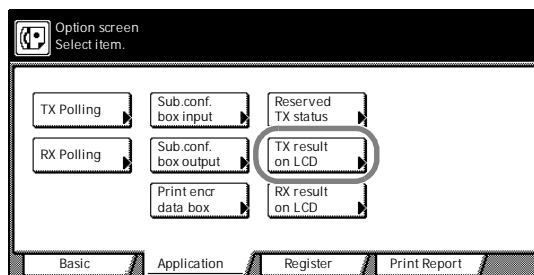 Option screen
Select item.
TX Polling
Sub.conf.
box input
Reserved
TX status
RX Polling
Sub.conf.
box output
TX result
on LCD
Print encr
data box
RX result
on LCD
Basic
Application
Register
Print Report